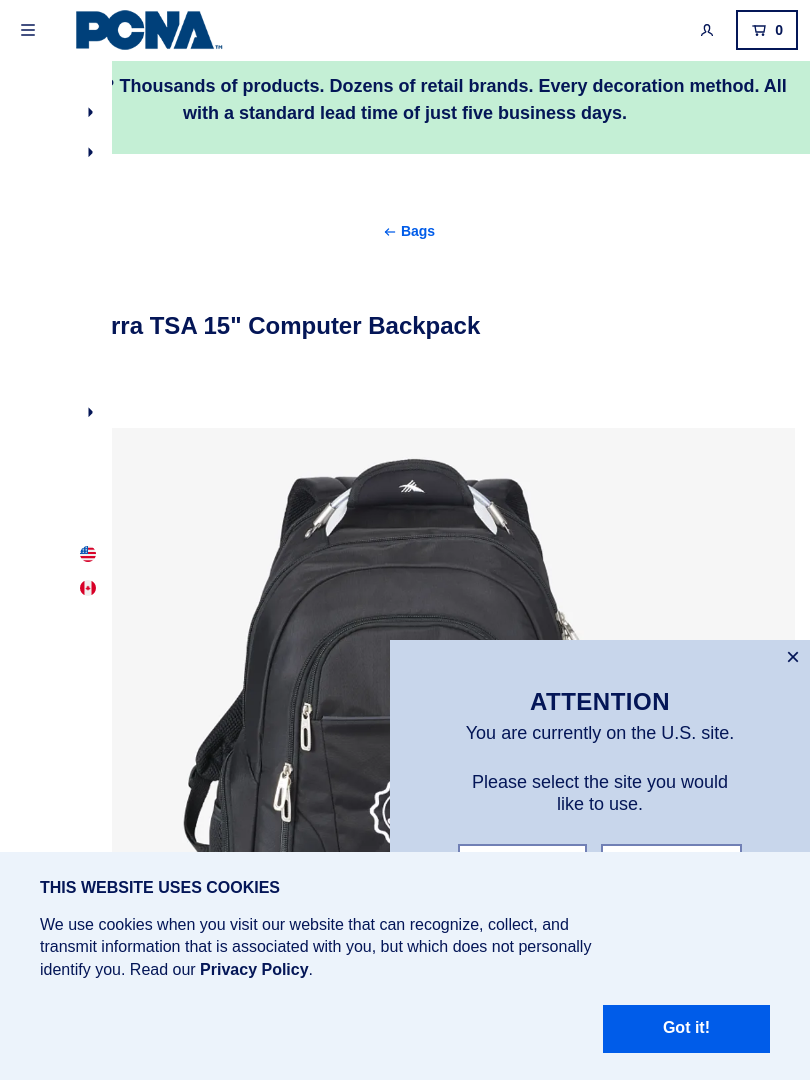 PCNA™
0
? Thousands of products. Dozens of retail brands. Every decoration method. All
with a standard lead time of just five business days.
Bags
rra TSA 15" Computer Backpack
ATTENTION
You are currently on the U.S. site.
Please select the site you would
like to use.
THIS WEBSITE USES COOKIES
We use cookies when you visit our website that can recognize, collect, and
transmit information that is associated with you, but which does not personally
identify you. Read our Privacy Policy.
Got it!